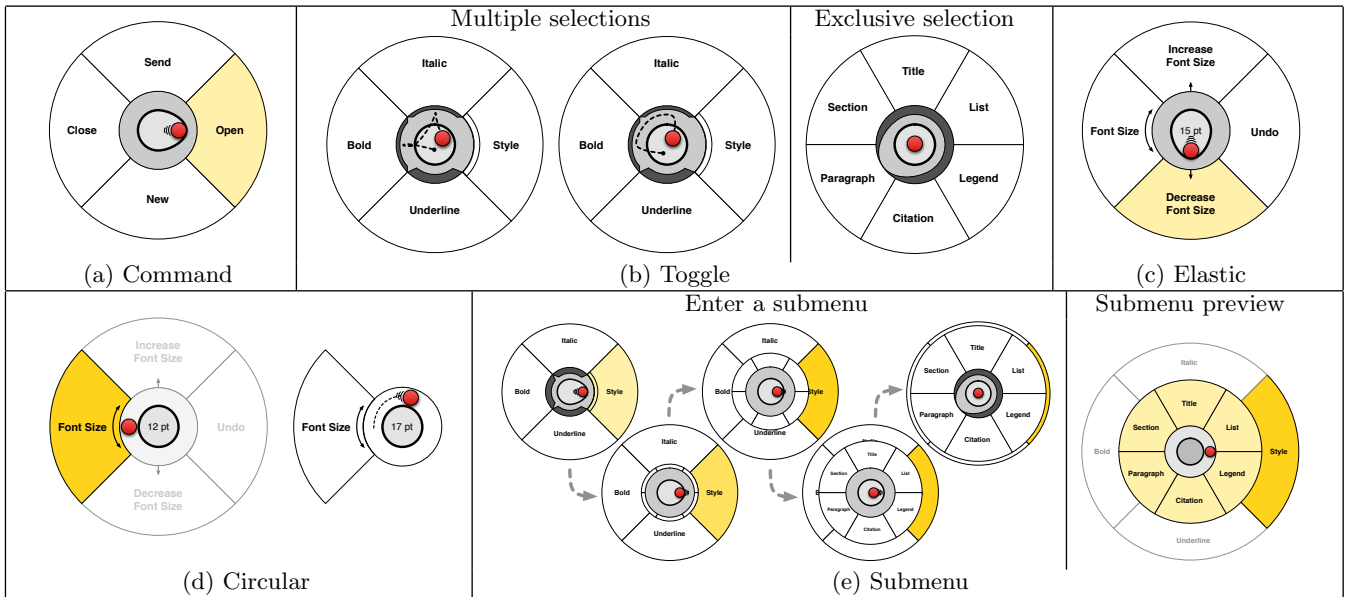 Multiple selections
Exclusive selection
Send
Close
Open
New
(a) Command
Italic
Bold
Style
Underline
Italic
Bold
Style
Underline
(b) Toggle
Title
Section
List
Paragraph
Legend
Citation
Increase
Font Size
Font Size
15 pt
Undo
Decrease
Font Size
(c) Elastic
Increase
Font Size
Font Size
12 pt
Undo
Decrease
Font Size
Font Size
17 pt
(d) Circular
Enter a submenu
Italic
Bold
Style
Underline
Italic
Bold
Style
Underline
Italic
Bold
Style
Underline
Title
Section
List
Paragraph
Legend
Citation
Title
Section
List
Paragraph
Legend
Citation
(e) Submenu
Submenu preview
Italic
Title
Section
List
Bold
Style
Paragraph
Legend
Citation
Underline